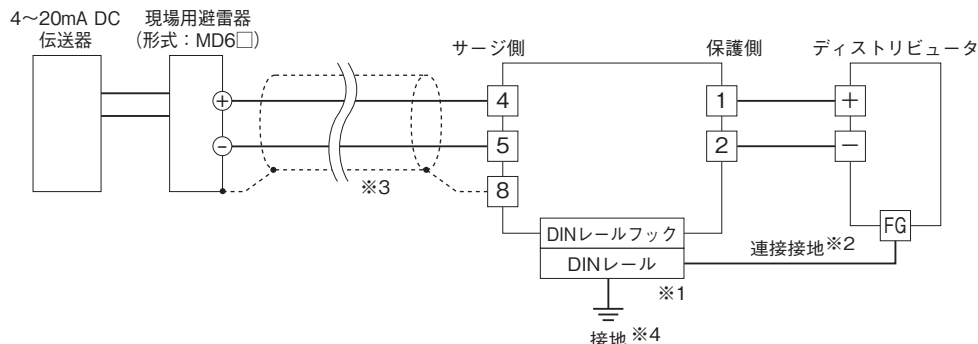 4～20mA DC
伝送器
現場用避雷器
（形式：MD6□）
サージ側
保護側
ディストリビュータ
＋
－
4
5
8
1
2
＋
－
※3
DINレールフック
DINレール
FG
連接接地※2
※1
接地※4